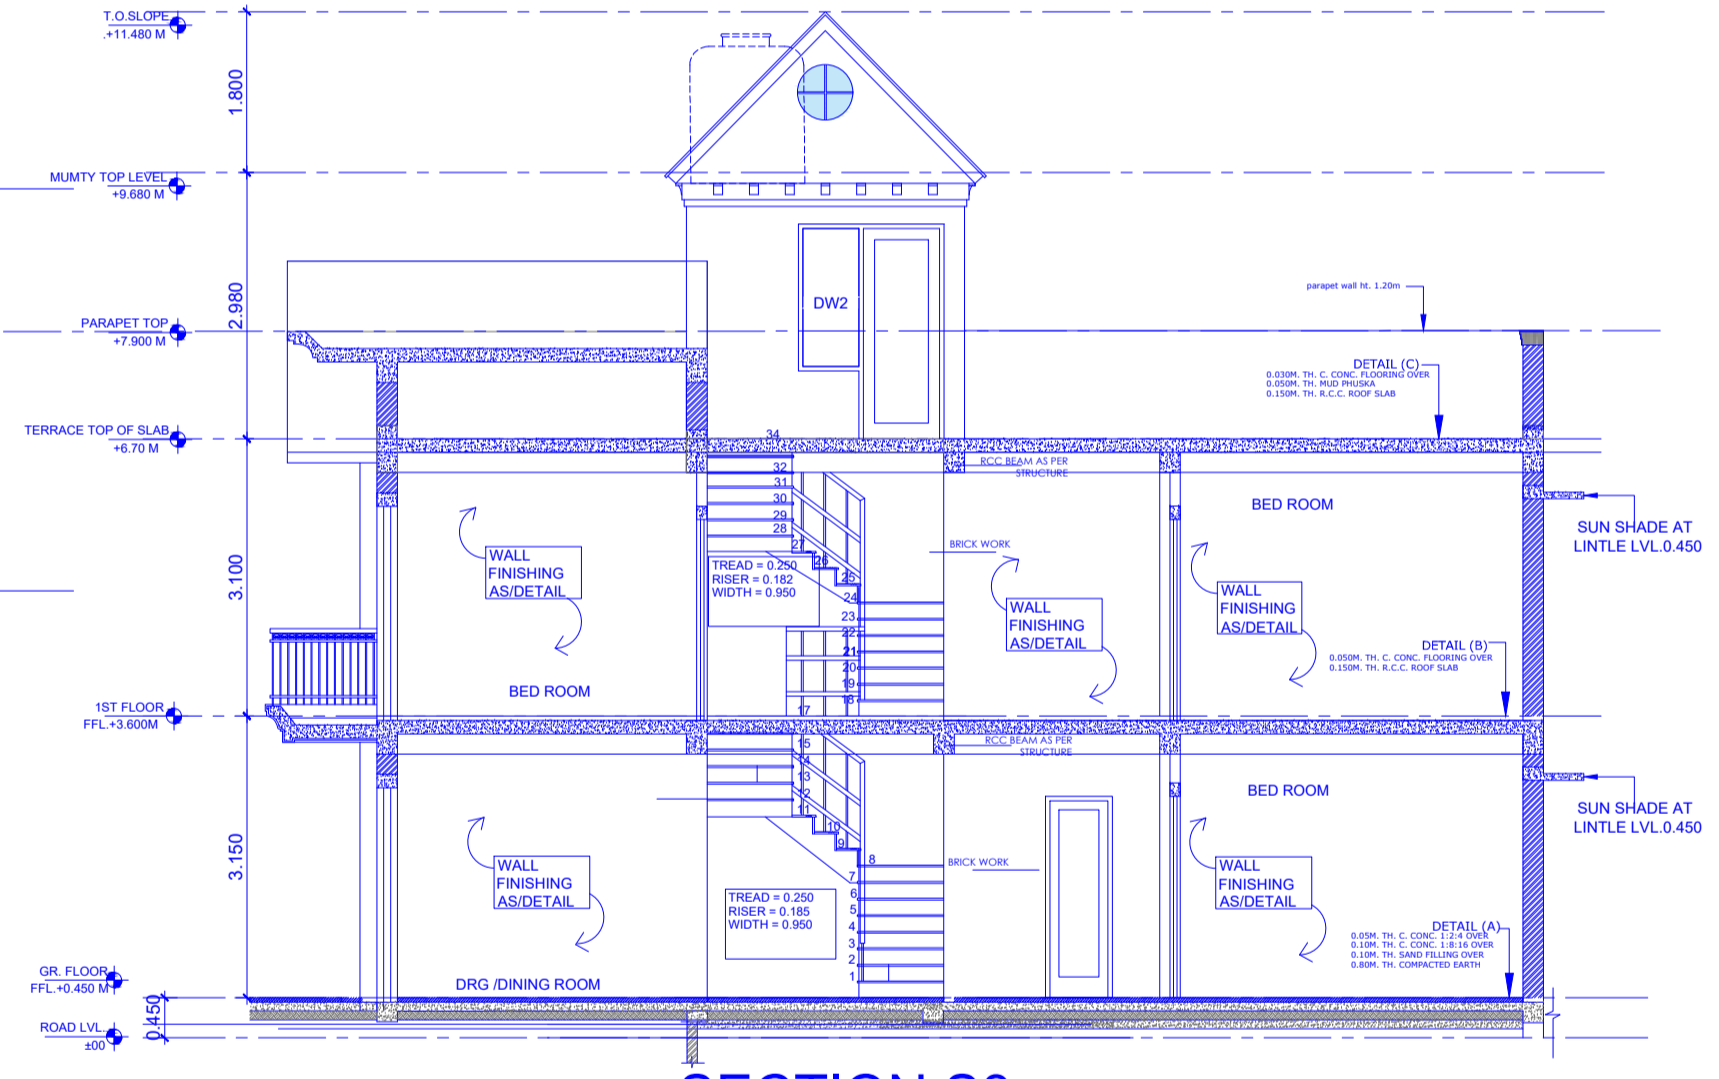 T.O.SLOPE
.+11.480 M
1.800
MUMTY TOP LEVEL
+9.680 M
2.980
DW2
parapet wall ht. 1.20m
PARAPET TOP
+7.900 M
DETAIL (C)
0.030M. TH. C. CONC. FLOORING OVER
0.050M. TH. MUD PHUSKA
0.150M. TH. R.C.C. ROOF SLAB
TERRACE TOP OF SLAB
+6.70 M
34
32
31
30
29
28
27
26
25
24
23
22
21
20
19
18
17
RCC BEAM AS PER
STRUCTURE
BED ROOM
SUN SHADE AT
LINTLE LVL.0.450
BRICK WORK
3.100
WALL
FINISHING
AS/DETAIL
TREAD = 0.250
RISER = 0.182
WIDTH = 0.950
WALL
FINISHING
AS/DETAIL
WALL
FINISHING
AS/DETAIL
DETAIL (B)
0.050M. TH. C. CONC. FLOORING OVER
0.150M. TH. R.C.C. ROOF SLAB
BED ROOM
1ST FLOOR
FFL.+3.600M
RCC BEAM AS PER
STRUCTURE
15
14
13
12
11
10
9
8
7
6
5
4
3
2
1
BED ROOM
SUN SHADE AT
LINTLE LVL.0.450
3.150
BRICK WORK
WALL
FINISHING
AS/DETAIL
TREAD = 0.250
RISER = 0.185
WIDTH = 0.950
WALL
FINISHING
AS/DETAIL
DETAIL (A)
0.05M. TH. C. CONC. 1:2:4 OVER
0.10M. TH. C. CONC. 1:8:16 OVER
0.10M. TH. SAND FILLING OVER
0.80M. TH. COMPACTED EARTH
GR. FLOOR
FFL.+0.450 M
DRG /DINING ROOM
0.450
ROAD LVL.
±00
SECTION